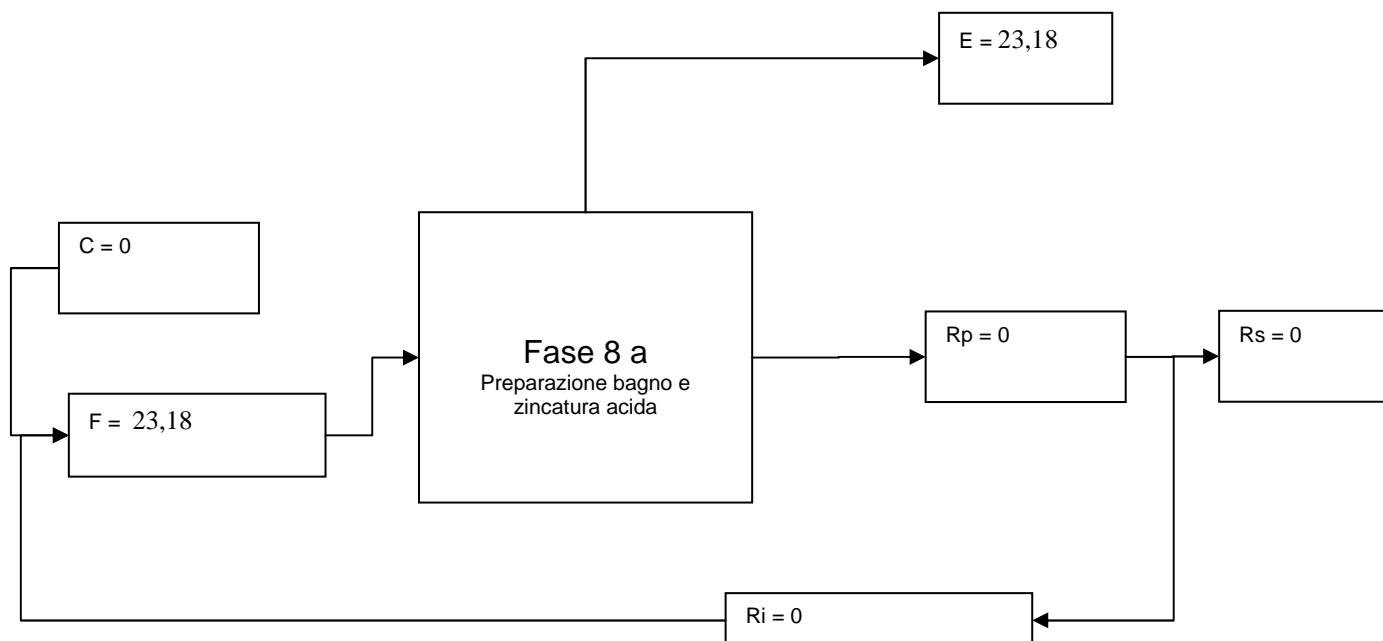 E = 23,18
C = 0
Fase 8 a
Preparazione bagno e
zincatura acida
Rp = 0
Rs = 0
F = 23,18
Ri = 0